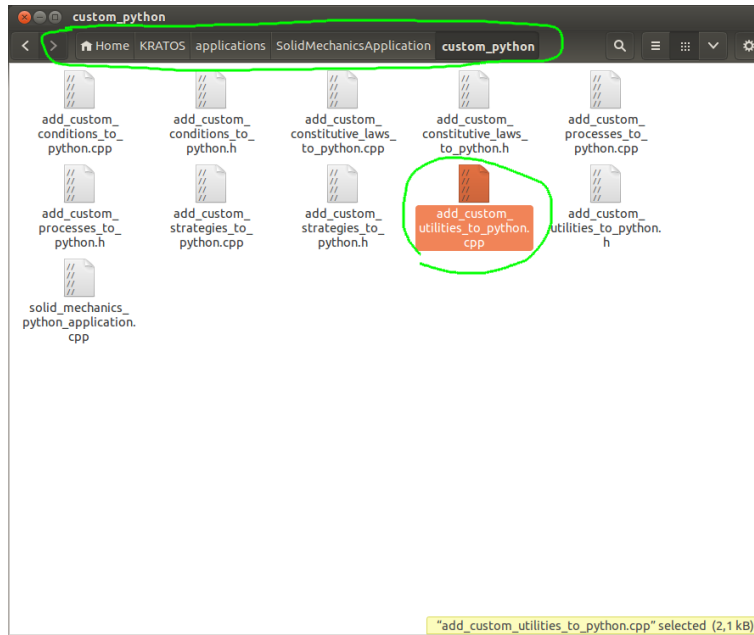 custom_python
Home KRATOS applications SolidMechanicsApplication custom_python
add_custom_
conditions_to_
python.cpp
add_custom_
conditions_to_
python.h
add_custom_
constitutive_laws_
to_python.cpp
add_custom_
constitutive_laws_
to_python.h
add_custom_
processes_to_
python.cpp
add_custom_
processes_to_
python.h
add_custom_
strategies_to_
python.cpp
add_custom_
strategies_to_
python.h
add_custom_
utilities_to_python.
cpp
add_custom_
utilities_to_python.
h
solid_mechanics_
python_application.
cpp
"add_custom_utilities_to_python.cpp" selected (2,1 kB)